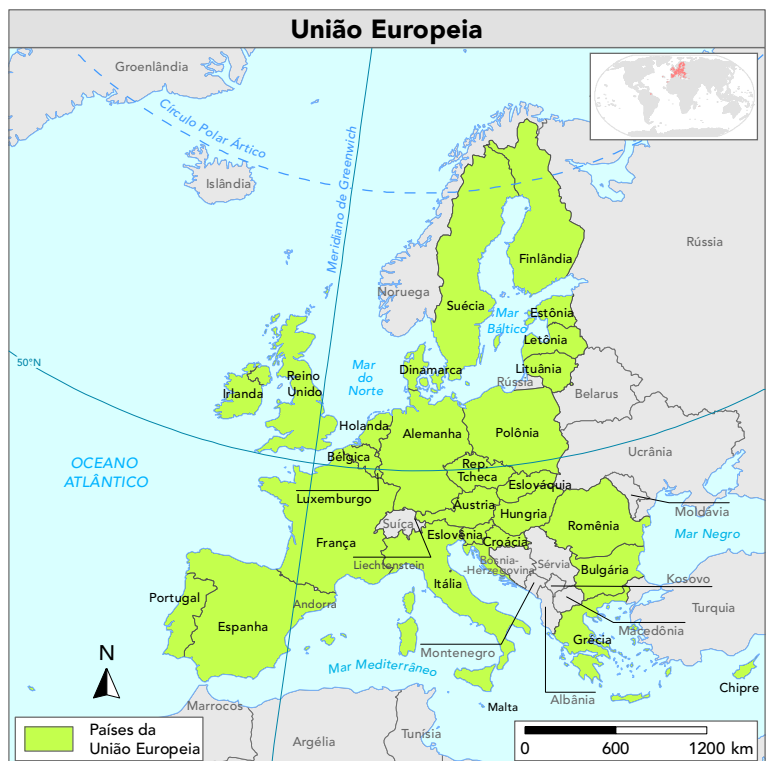 União Europeia
Groenlândia
Círculo Polar Ártico
Islândia
Meridiano de Greenwich
Rússia
Finlândia
Noruega
Suécia
Mar
Báltico
Estônia
Letônia
Lituânia
Rússia
50°N
Mar
do
Norte
Dinamarca
Reino
Unido
Irlanda
Belarus
Holanda
Alemanha
Polônia
Ucrânia
Bélgica
OCEANO
ATLÂNTICO
Rep.
Tcheca
Eslováquia
Luxemburgo
Áustria
Hungria
Moldávia
Suíça
Romênia
Mar Negro
França
Eslovênia
Croácia
Liechtenstein
Bósnia-
-Herzegovina
Sérvia
Bulgária
Kosovo
Itália
Portugal
Andorra
Turquia
Espanha
Macedônia
Grécia
Montenegro
Mar Mediterrâneo
N
Albânia
Chipre
Malta
Marrocos
Argélia
Tunísia
Países da
União Europeia
0 600 1200 km